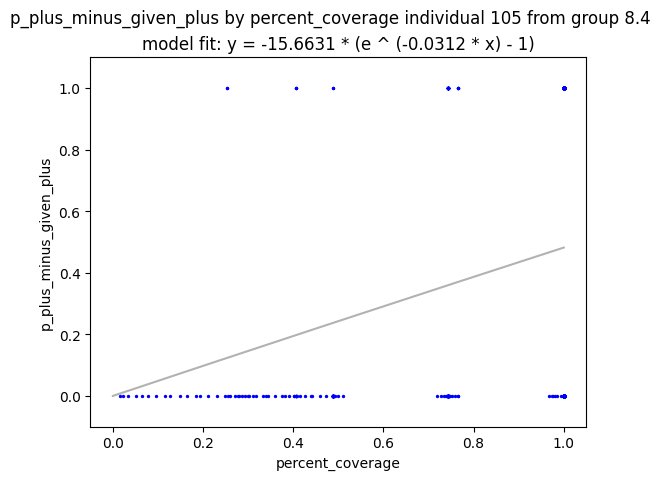 p_plus_minus_given_plus by percent_coverage individual 105 from group 8.4
model fit: y = -15.6631 * (e ^ (-0.0312 * x) - 1)
1.0
0.8
0.6
0.4
0.2
0.0
p_plus_minus_given_plus
0.0 0.2 0.4 0.6 0.8 1.0
percent_coverage